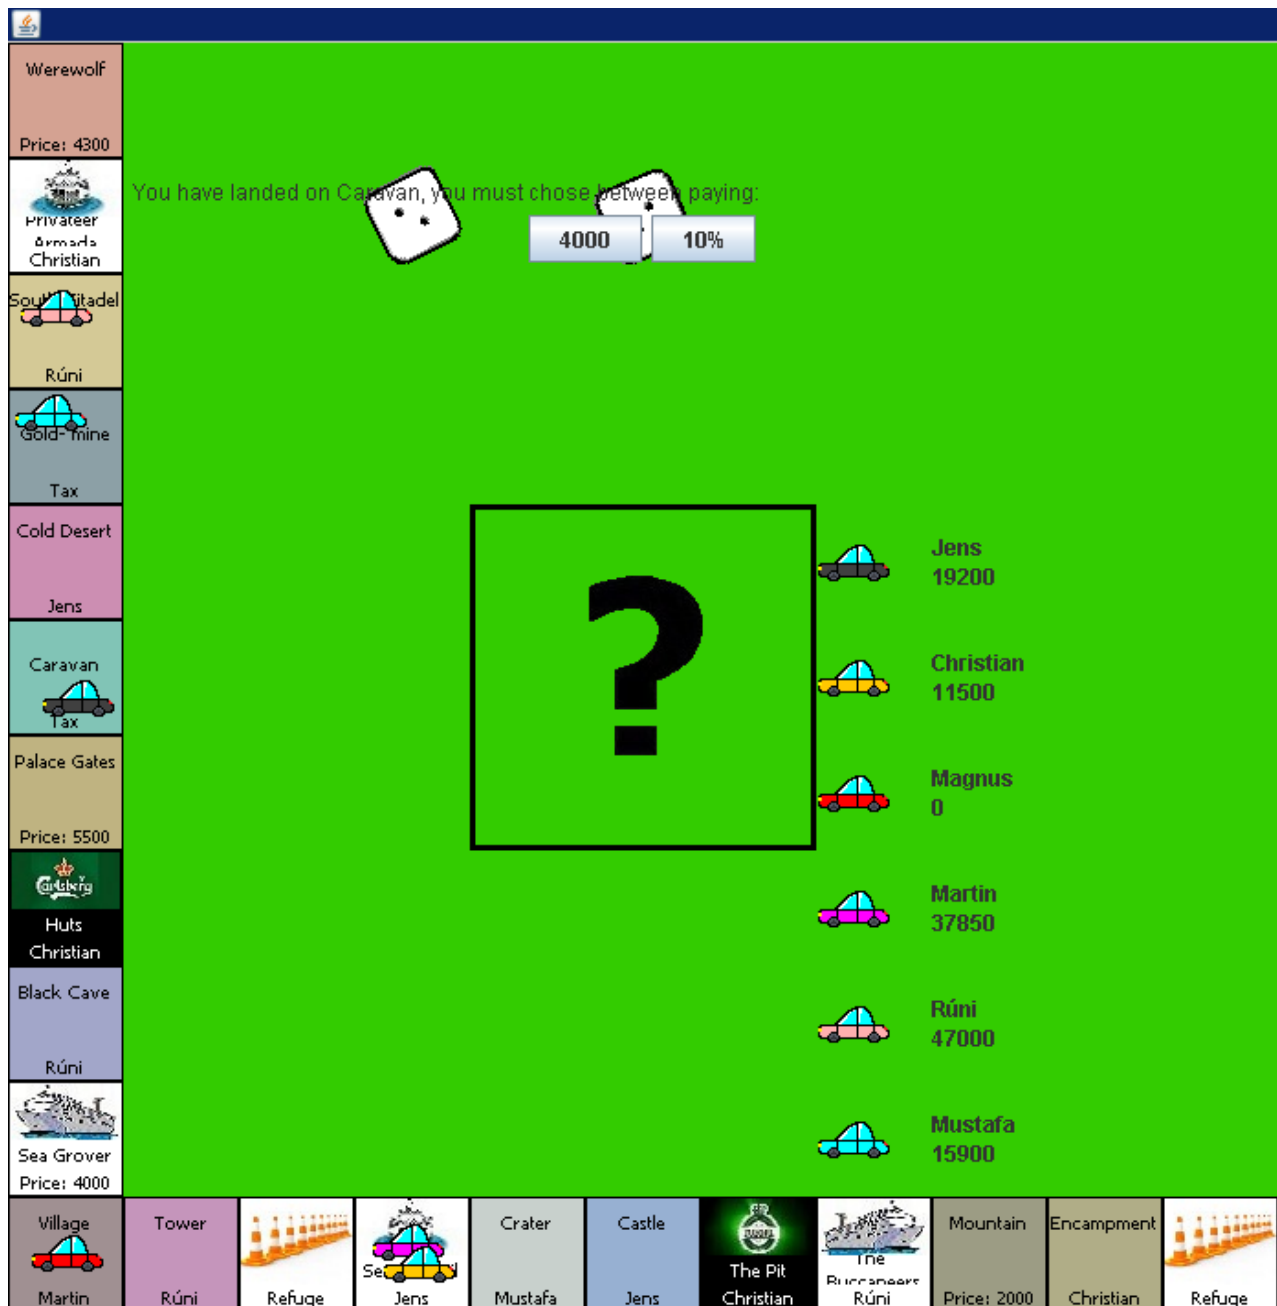 Werewolf
Price: 4300
You have landed on Caravan, you must chose between paying:
4000
10%
Privateer
Armada
Christian
Rúni
Gold- mine
Tax
Cold Desert
Jens
Caravan
Tax
Palace Gates
Price: 5500
Carlsberg
Huts
Christian
Black Cave
Rúni
Sea Grover
Price: 4000
?
Jens
19200
Christian
11500
Magnus
0
Martin
37850
Rúni
47000
Mustafa
15900
Village
Martin
Tower
Rúni
Refuge
Jens
Crater
Mustafa
Castle
Jens
The Pit
Christian
The
Buccaneers
Rúni
Mountain
Price: 2000
Encampment
Christian
Refuge